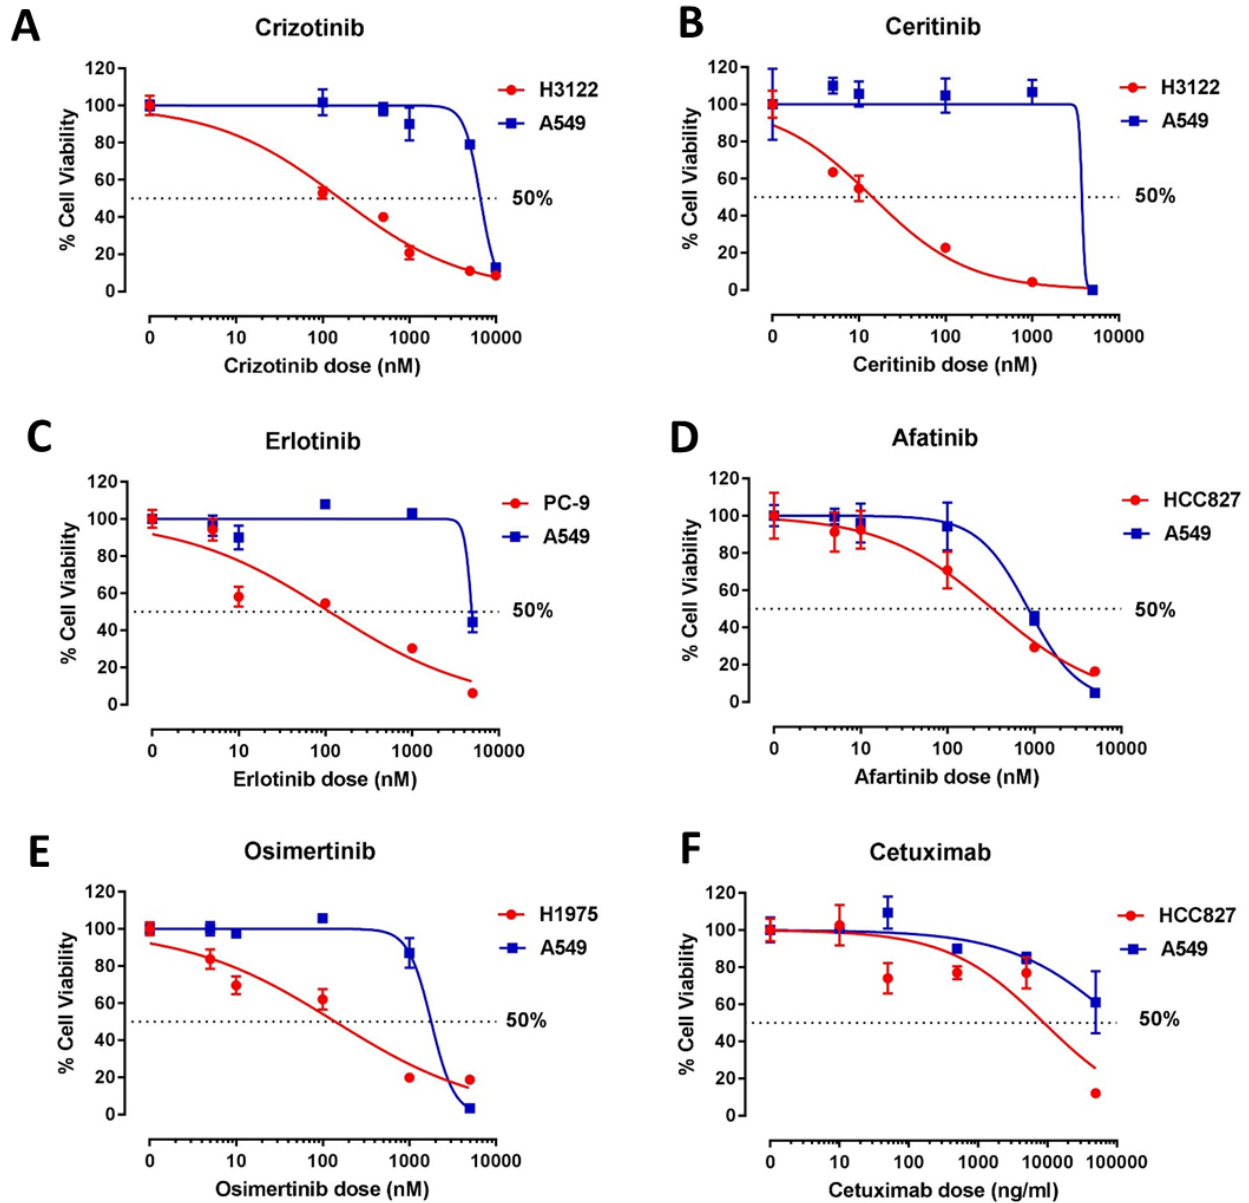 A
Crizotinib
120
100
80
60
40
20
0
% Cell Viability
H3122
A549
50%
0 10 100 1000 10000
Crizotinib dose (nM)
B
Ceritinib
120
100
80
60
40
20
0
% Cell Viability
H3122
A549
50%
0 10 100 1000 10000
Ceritinib dose (nM)
C
Erlotinib
120
100
80
60
40
20
0
% Cell Viability
PC-9
A549
50%
0 10 100 1000 10000
Erlotinib dose (nM)
D
Afatinib
120
100
80
60
40
20
0
% Cell Viability
HCC827
A549
50%
0 10 100 1000 10000
Afartinib dose (nM)
E
Osimertinib
120
100
80
60
40
20
0
% Cell Viability
H1975
A549
50%
0 10 100 1000 10000
Osimertinib dose (nM)
F
Cetuximab
120
100
80
60
40
20
0
% Cell Viability
HCC827
A549
50%
0 10 100 1000 10000 100000
Cetuximab dose (ng/ml)